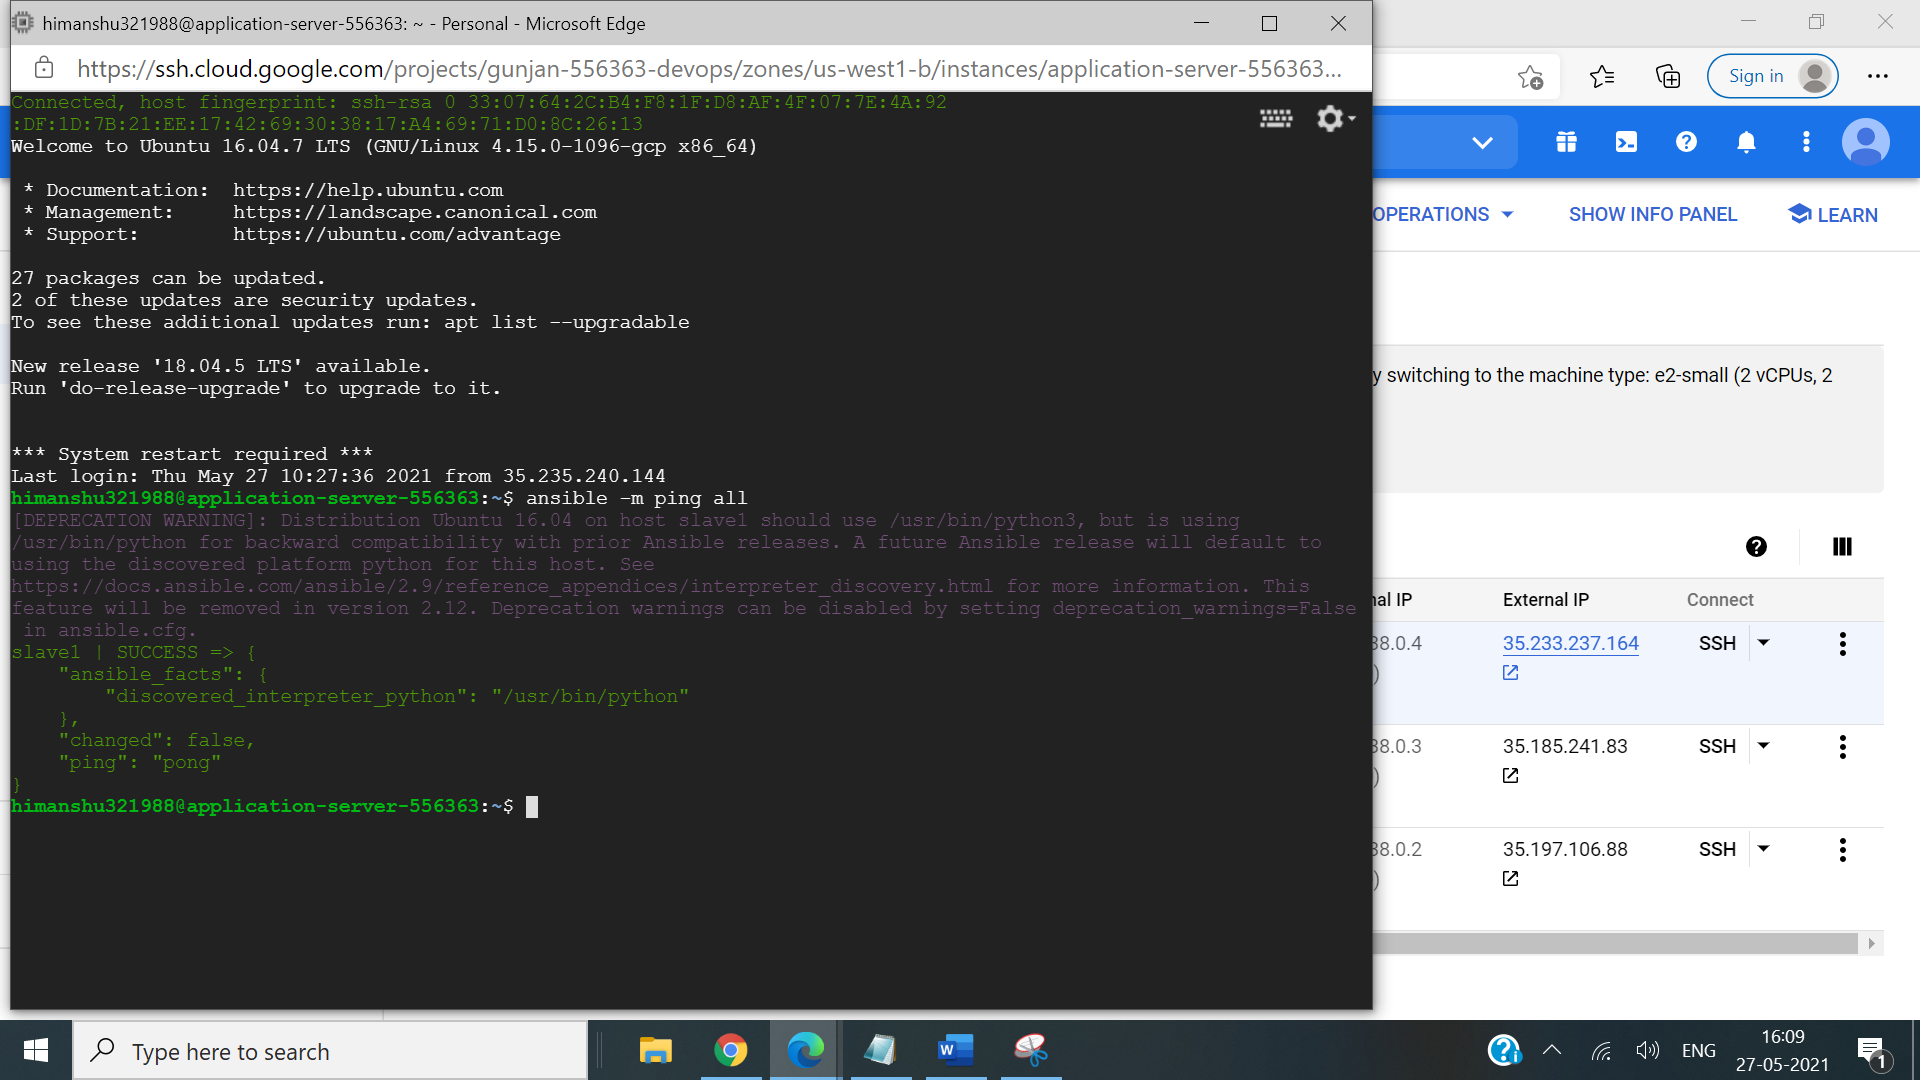 himanshu321988@application-server-556363: ~ - Personal - Microsoft Edge
https://ssh.cloud.google.com/projects/gunjan-556363-devops/zones/us-west1-b/instances/application-server-556363...
Connected, host fingerprint: ssh-rsa 0 33:07:64:2C:B4:F8:1F:D8:AF:4F:07:7E:4A:92
:DF:1D:7B:21:EE:17:42:69:30:38:17:A4:69:71:D0:8C:26:13
Welcome to Ubuntu 16.04.7 LTS (GNU/Linux 4.15.0-1096-gcp x86_64)
* Documentation:  https://help.ubuntu.com
* Management:     https://landscape.canonical.com
* Support:        https://ubuntu.com/advantage
27 packages can be updated.
2 of these updates are security updates.
To see these additional updates run: apt list --upgradable
New release '18.04.5 LTS' available.
Run 'do-release-upgrade' to upgrade to it.
*** System restart required ***
Last login: Thu May 27 10:27:36 2021 from 35.235.240.144
himanshu321988@application-server-556363:~$ ansible -m ping all
[DEPRECATION WARNING]: Distribution Ubuntu 16.04 on host slave1 should use /usr/bin/python3, but is using
/usr/bin/python for backward compatibility with prior Ansible releases. A future Ansible release will default to
using the discovered platform python for this host. See
https://docs.ansible.com/ansible/2.9/reference_appendices/interpreter_discovery.html for more information. This
feature will be removed in version 2.12. Deprecation warnings can be disabled by setting deprecation_warnings=False
in ansible.cfg.
slave1 | SUCCESS => {
    "ansible_facts": {
        "discovered_interpreter_python": "/usr/bin/python"
    },
    "changed": false,
    "ping": "pong"
}
himanshu321988@application-server-556363:~$
Sign in
OPERATIONS
SHOW INFO PANEL
LEARN
y switching to the machine type: e2-small (2 vCPUs, 2
nal IP External IP Connect
38.0.4 35.233.237.164 SSH
)
38.0.3 35.185.241.83 SSH
)
38.0.2 35.197.106.88 SSH
)
Type here to search
W
ENG
16:09
27-05-2021
1